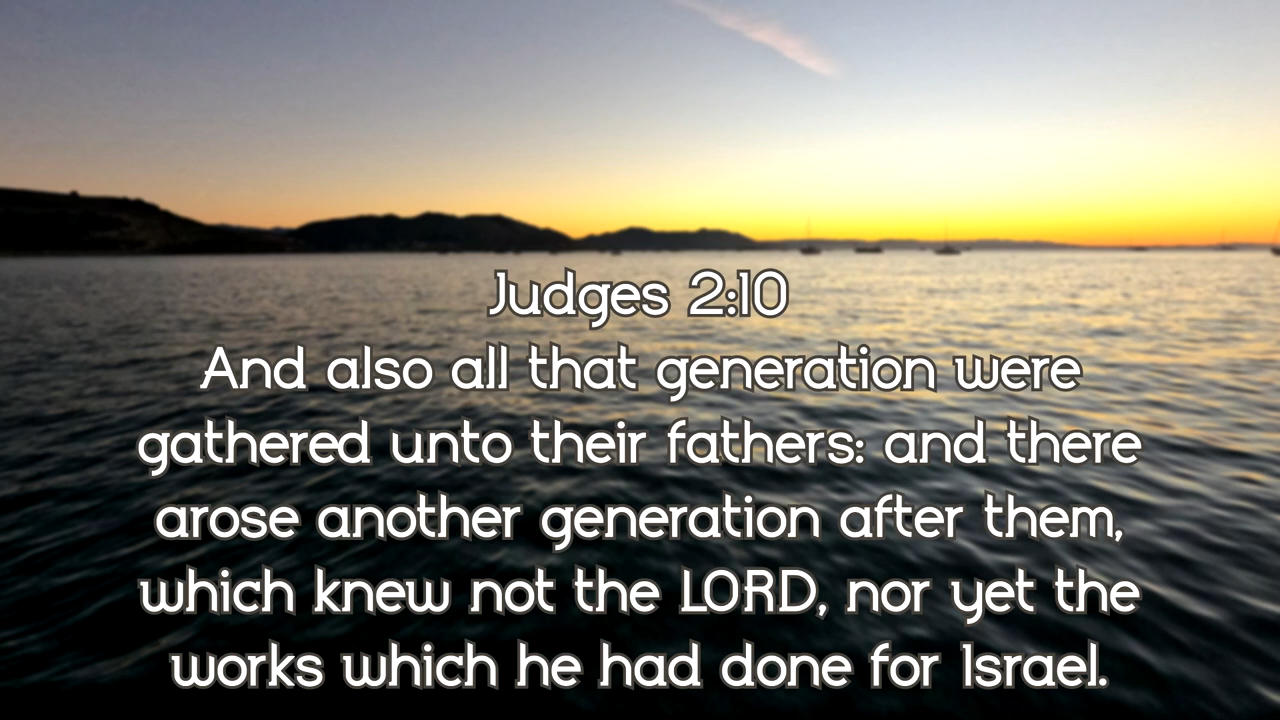 Judges 2:10
And also all that generation were
gathered unto their fathers: and there
arose another generation after them,
which knew not the LORD, nor yet the
works which he had done for Israel.